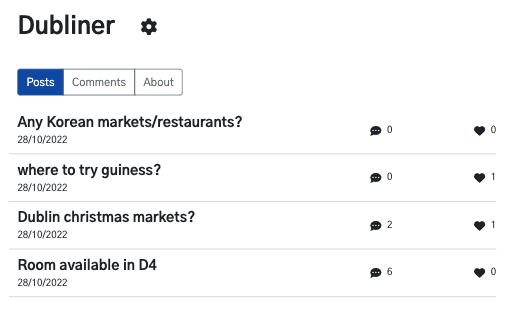 Dubliner
Posts Comments About
Any Korean markets/restaurants?
28/10/2022 0 0
where to try guiness?
28/10/2022 0 1
Dublin christmas markets?
28/10/2022 2 1
Room available in D4
28/10/2022 6 0